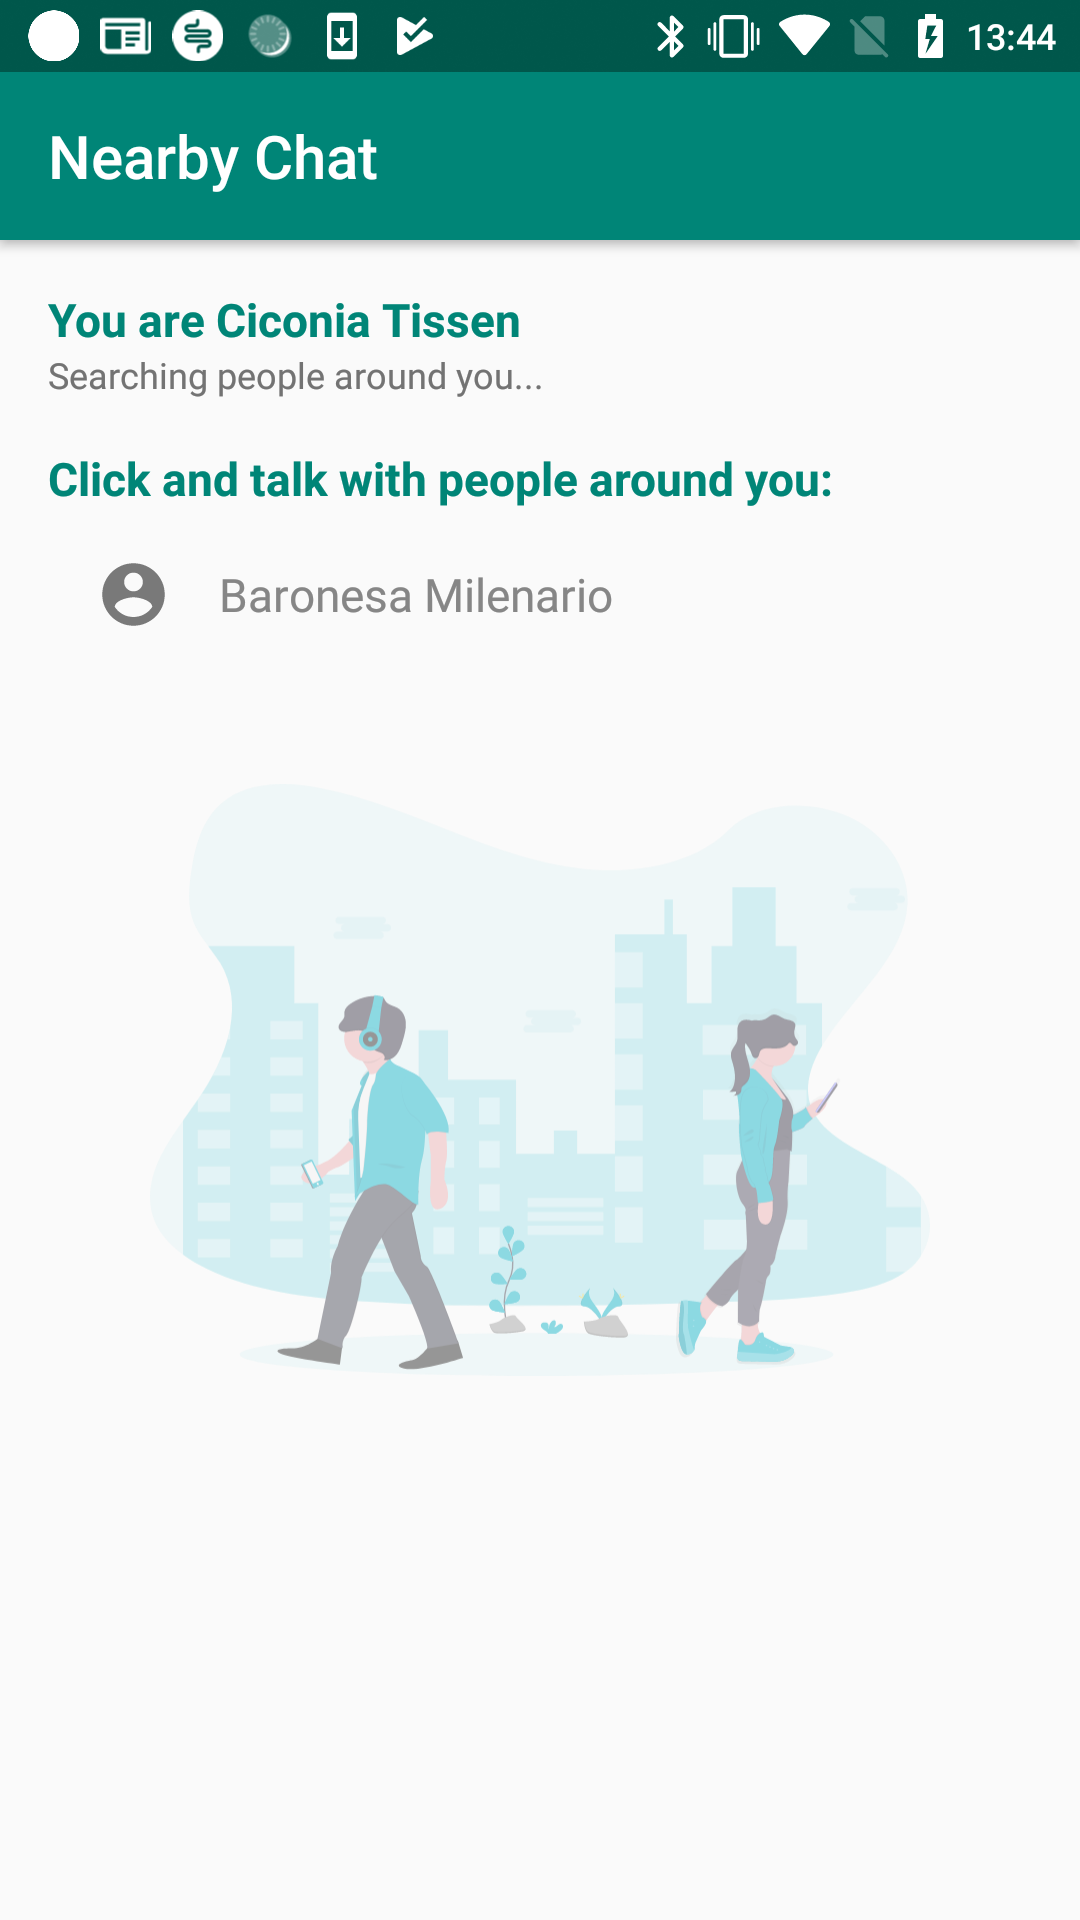 13:44
Nearby Chat
You are Ciconia Tissen
Searching people around you...
Click and talk with people around you:
Baronesa Milenario